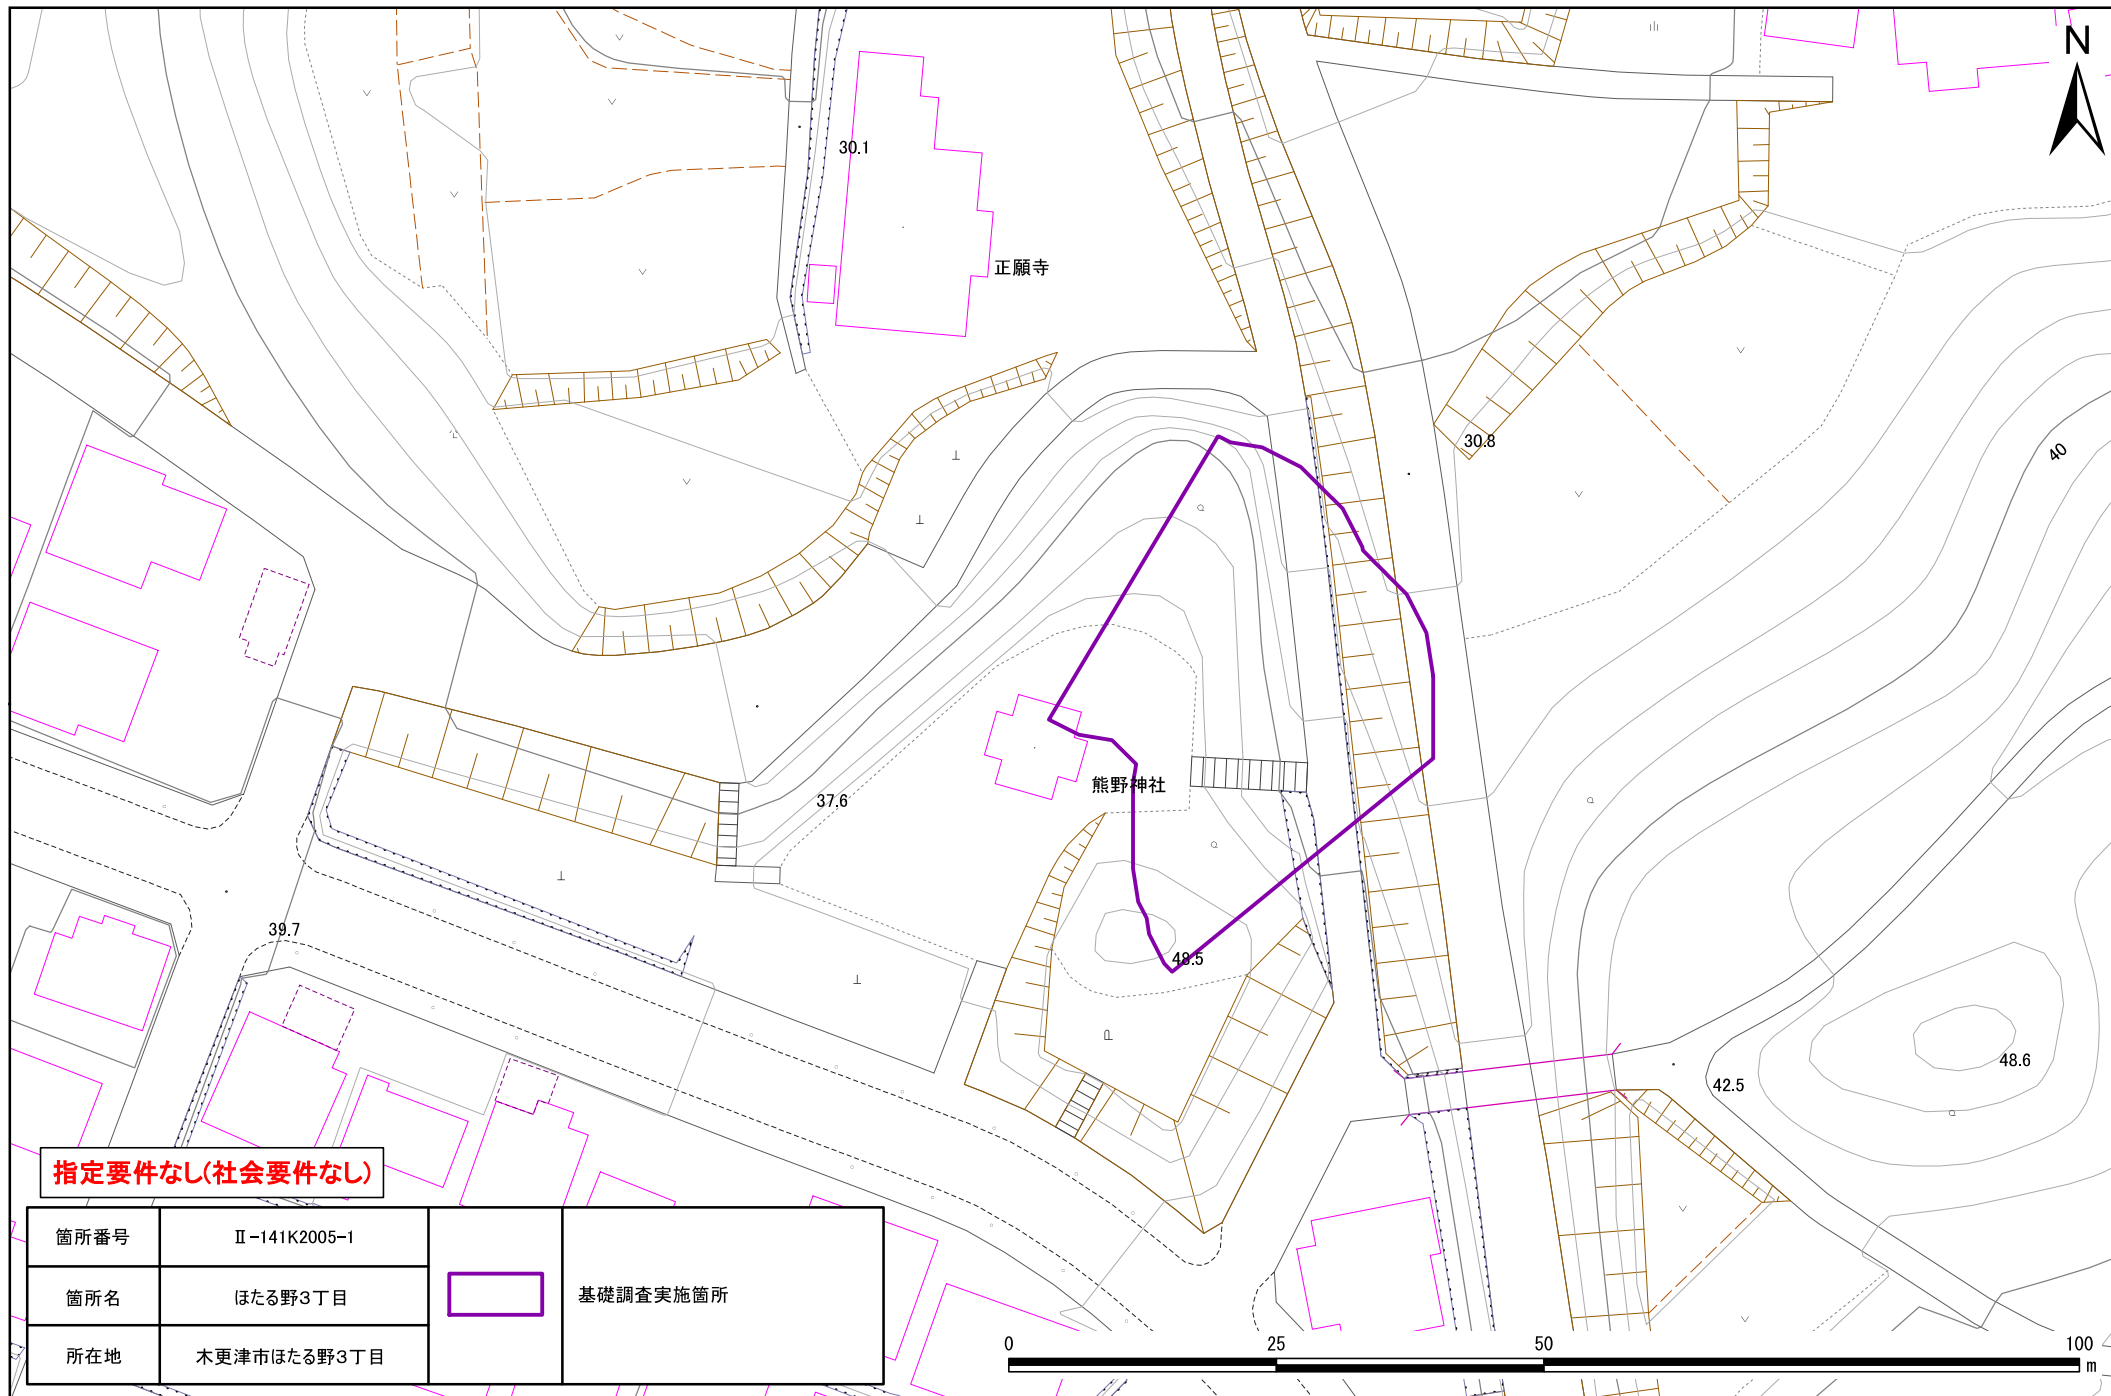 N
30.1
正願寺
30.8
40
37.6
熊野神社
39.7
48.5
48.6
42.5
指定要件なし(社会要件なし)
箇所番号 Ⅱ-141K2005-1
箇所名 ほたる野3丁目
所在地 木更津市ほたる野3丁目
基礎調査実施箇所
0 25 50 100
m